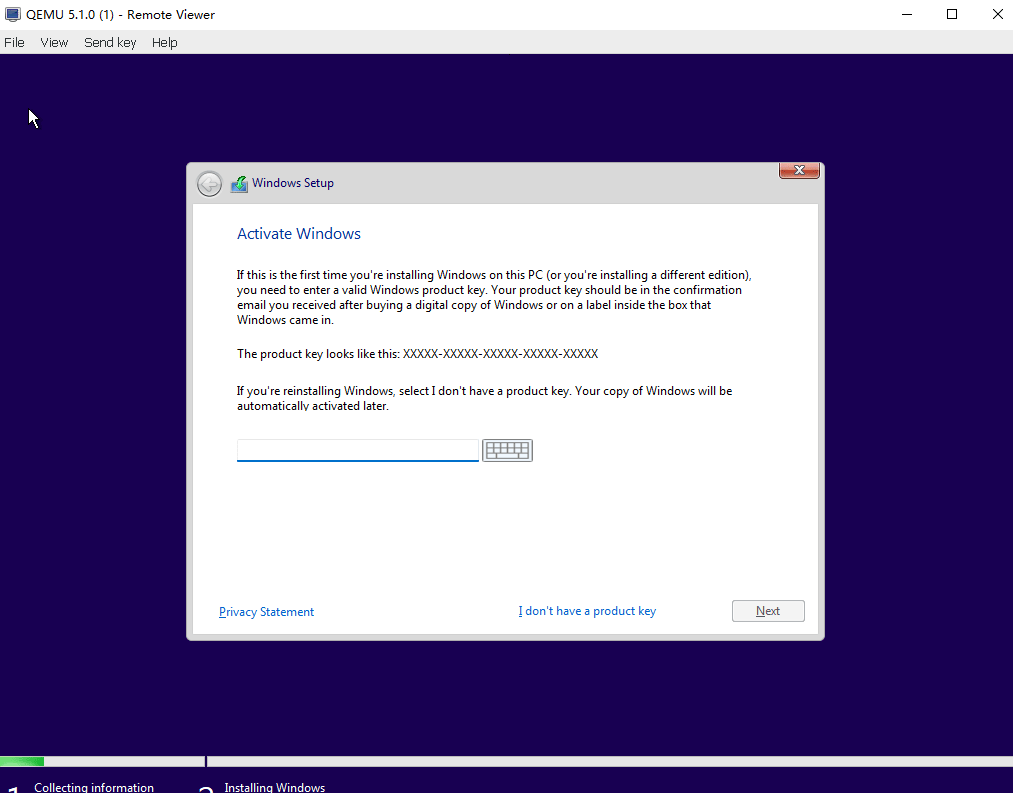 QEMU 5.1.0 (1) - Remote Viewer
File View Send key Help
Windows Setup
Activate Windows
If this is the first time you're installing Windows on this PC (or you're installing a different edition),
you need to enter a valid Windows product key. Your product key should be in the confirmation
email you received after buying a digital copy of Windows or on a label inside the box that
Windows came in.
The product key looks like this: XXXXX-XXXXX-XXXXX-XXXXX-XXXXX
If you're reinstalling Windows, select I don't have a product key. Your copy of Windows will be
automatically activated later.
Privacy Statement I don't have a product key Next
1 Collecting information 2 Installing Windows